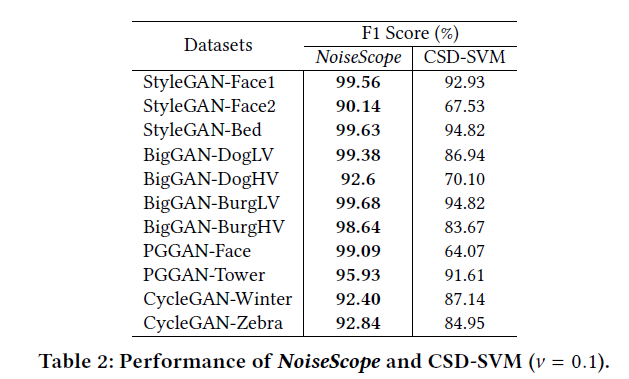 Datasets F1 Score (%)
NoiseScope CSD-SVM
StyleGAN-Face1 99.56 92.93
StyleGAN-Face2 90.14 67.53
StyleGAN-Bed 99.63 94.82
BigGAN-DogLV 99.38 86.94
BigGAN-DogHV 92.6 70.10
BigGAN-BurgLV 99.68 94.82
BigGAN-BurgHV 98.64 83.67
PGGAN-Face 99.09 64.07
PGGAN-Tower 95.93 91.61
CycleGAN-Winter 92.40 87.14
CycleGAN-Zebra 92.84 84.95
Table 2: Performance of NoiseScope and CSD-SVM (ν = 0.1).